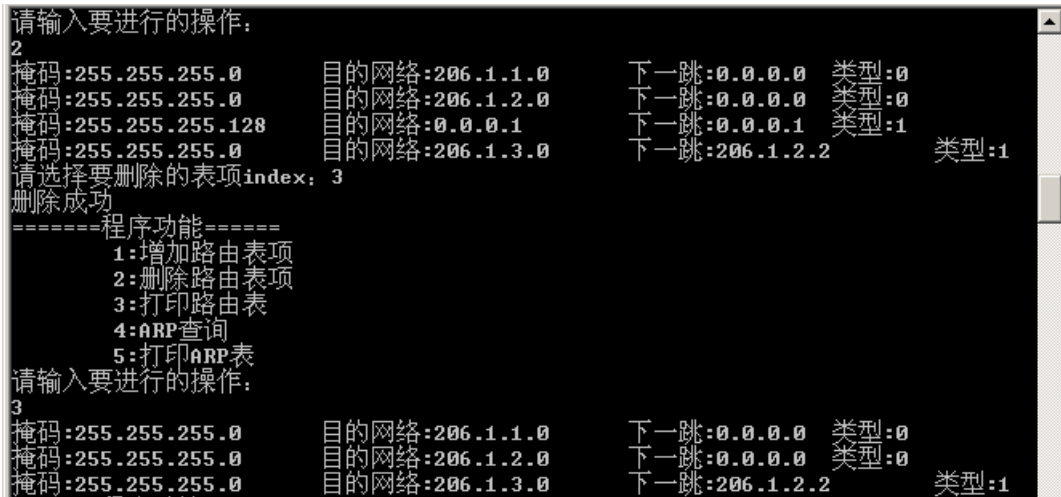 请输入要进行的操作：
2
掩码:255.255.255.0 目的网络:206.1.1.0 下一跳:0.0.0.0 类型:0
掩码:255.255.255.0 目的网络:206.1.2.0 下一跳:0.0.0.0 类型:0
掩码:255.255.255.128 目的网络:0.0.0.1 下一跳:0.0.0.1 类型:1
掩码:255.255.255.0 目的网络:206.1.3.0 下一跳:206.1.2.2 类型:1
请选择要删除的表项index：3
删除成功
=======程序功能======
1:增加路由表项
2:删除路由表项
3:打印路由表
4:ARP查询
5:打印ARP表
请输入要进行的操作：
3
掩码:255.255.255.0 目的网络:206.1.1.0 下一跳:0.0.0.0 类型:0
掩码:255.255.255.0 目的网络:206.1.2.0 下一跳:0.0.0.0 类型:0
掩码:255.255.255.0 目的网络:206.1.3.0 下一跳:206.1.2.2 类型:1